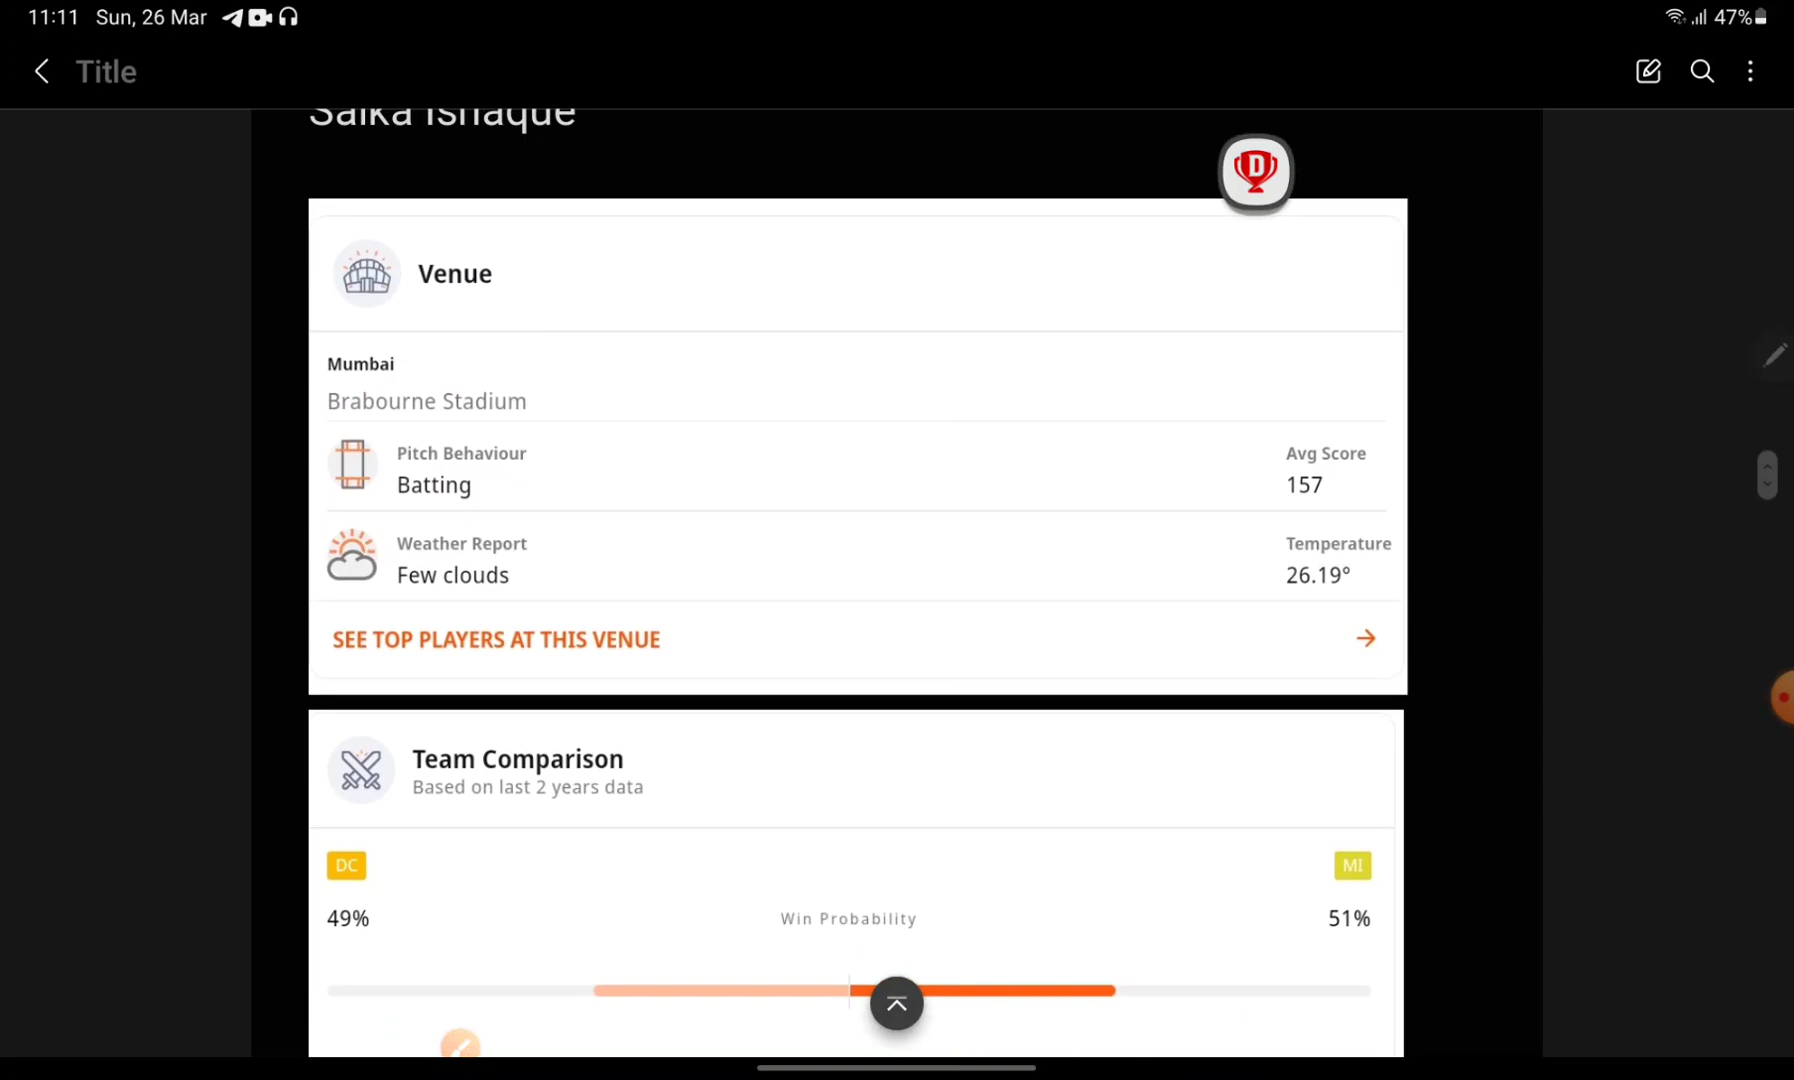 11:11 Sun, 26 Mar
47%
Title
Saika Ishaque
D
Venue
Mumbai
Brabourne Stadium
Pitch Behaviour
Avg Score
Batting
157
Weather Report
Temperature
Few clouds
26.19°
SEE TOP PLAYERS AT THIS VENUE
Team Comparison
Based on last 2 years data
DC
MI
49%
Win Probability
51%